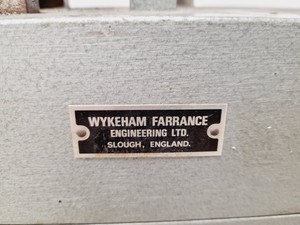 WYKEHAM FARRANCE
ENGINEERING LTD.
SLOUGH, ENGLAND.